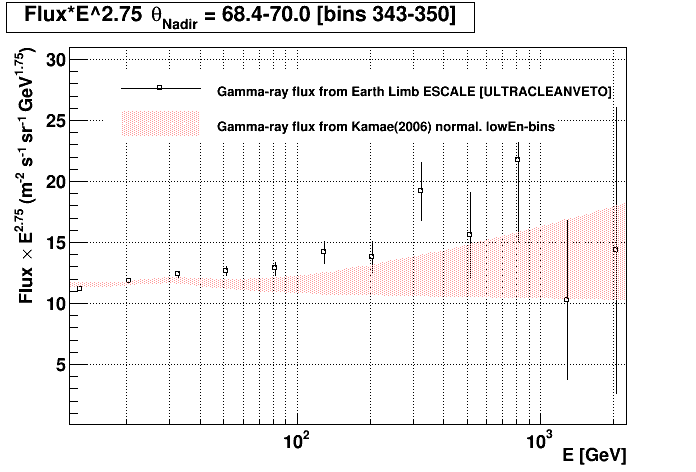 Flux*E^2.75 θNadir = 68.4-70.0 [bins 343-350]
Flux × E^2.75 (m^-2 s^-1 sr^-1 GeV^1.75)
30
25
20
15
10
5
Gamma-ray flux from Earth Limb ESCALE [ULTRACLEANVETO]
Gamma-ray flux from Kamae(2006) normal. lowEn-bins
10^2 10^3
E [GeV]